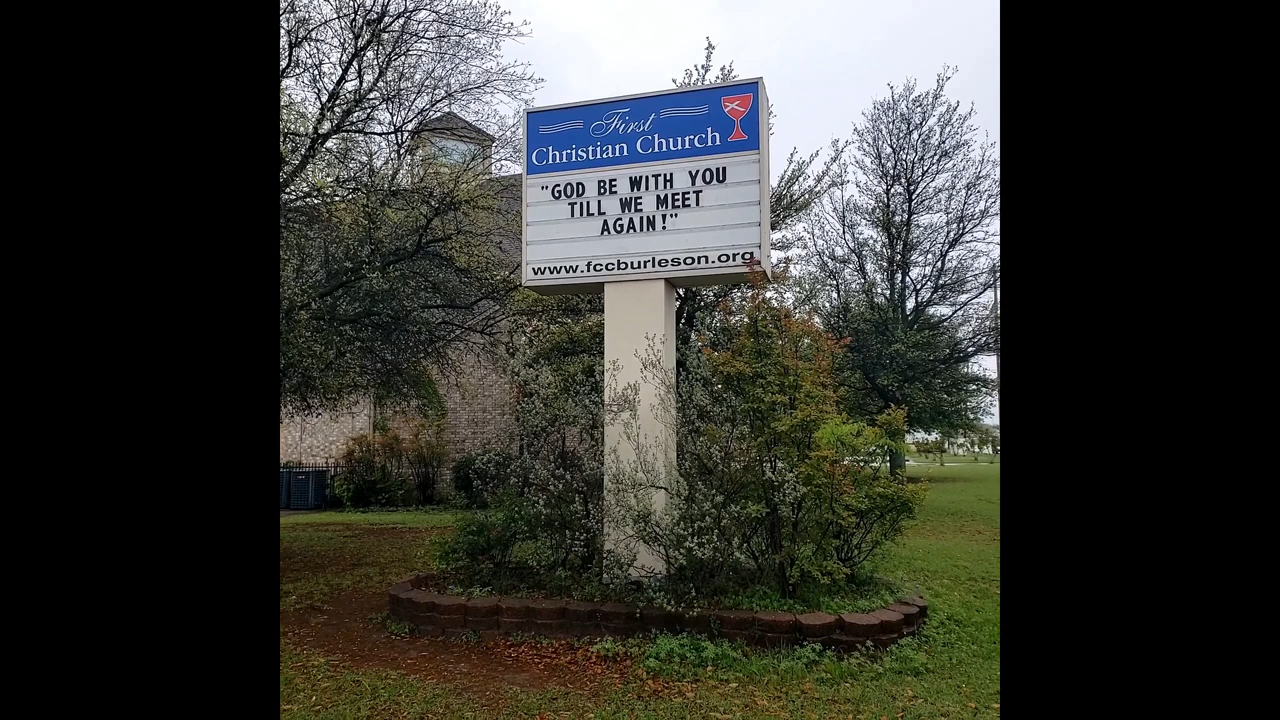 First
Christian Church
"GOD BE WITH YOU
TILL WE MEET
AGAIN!"
www.fccburleson.org